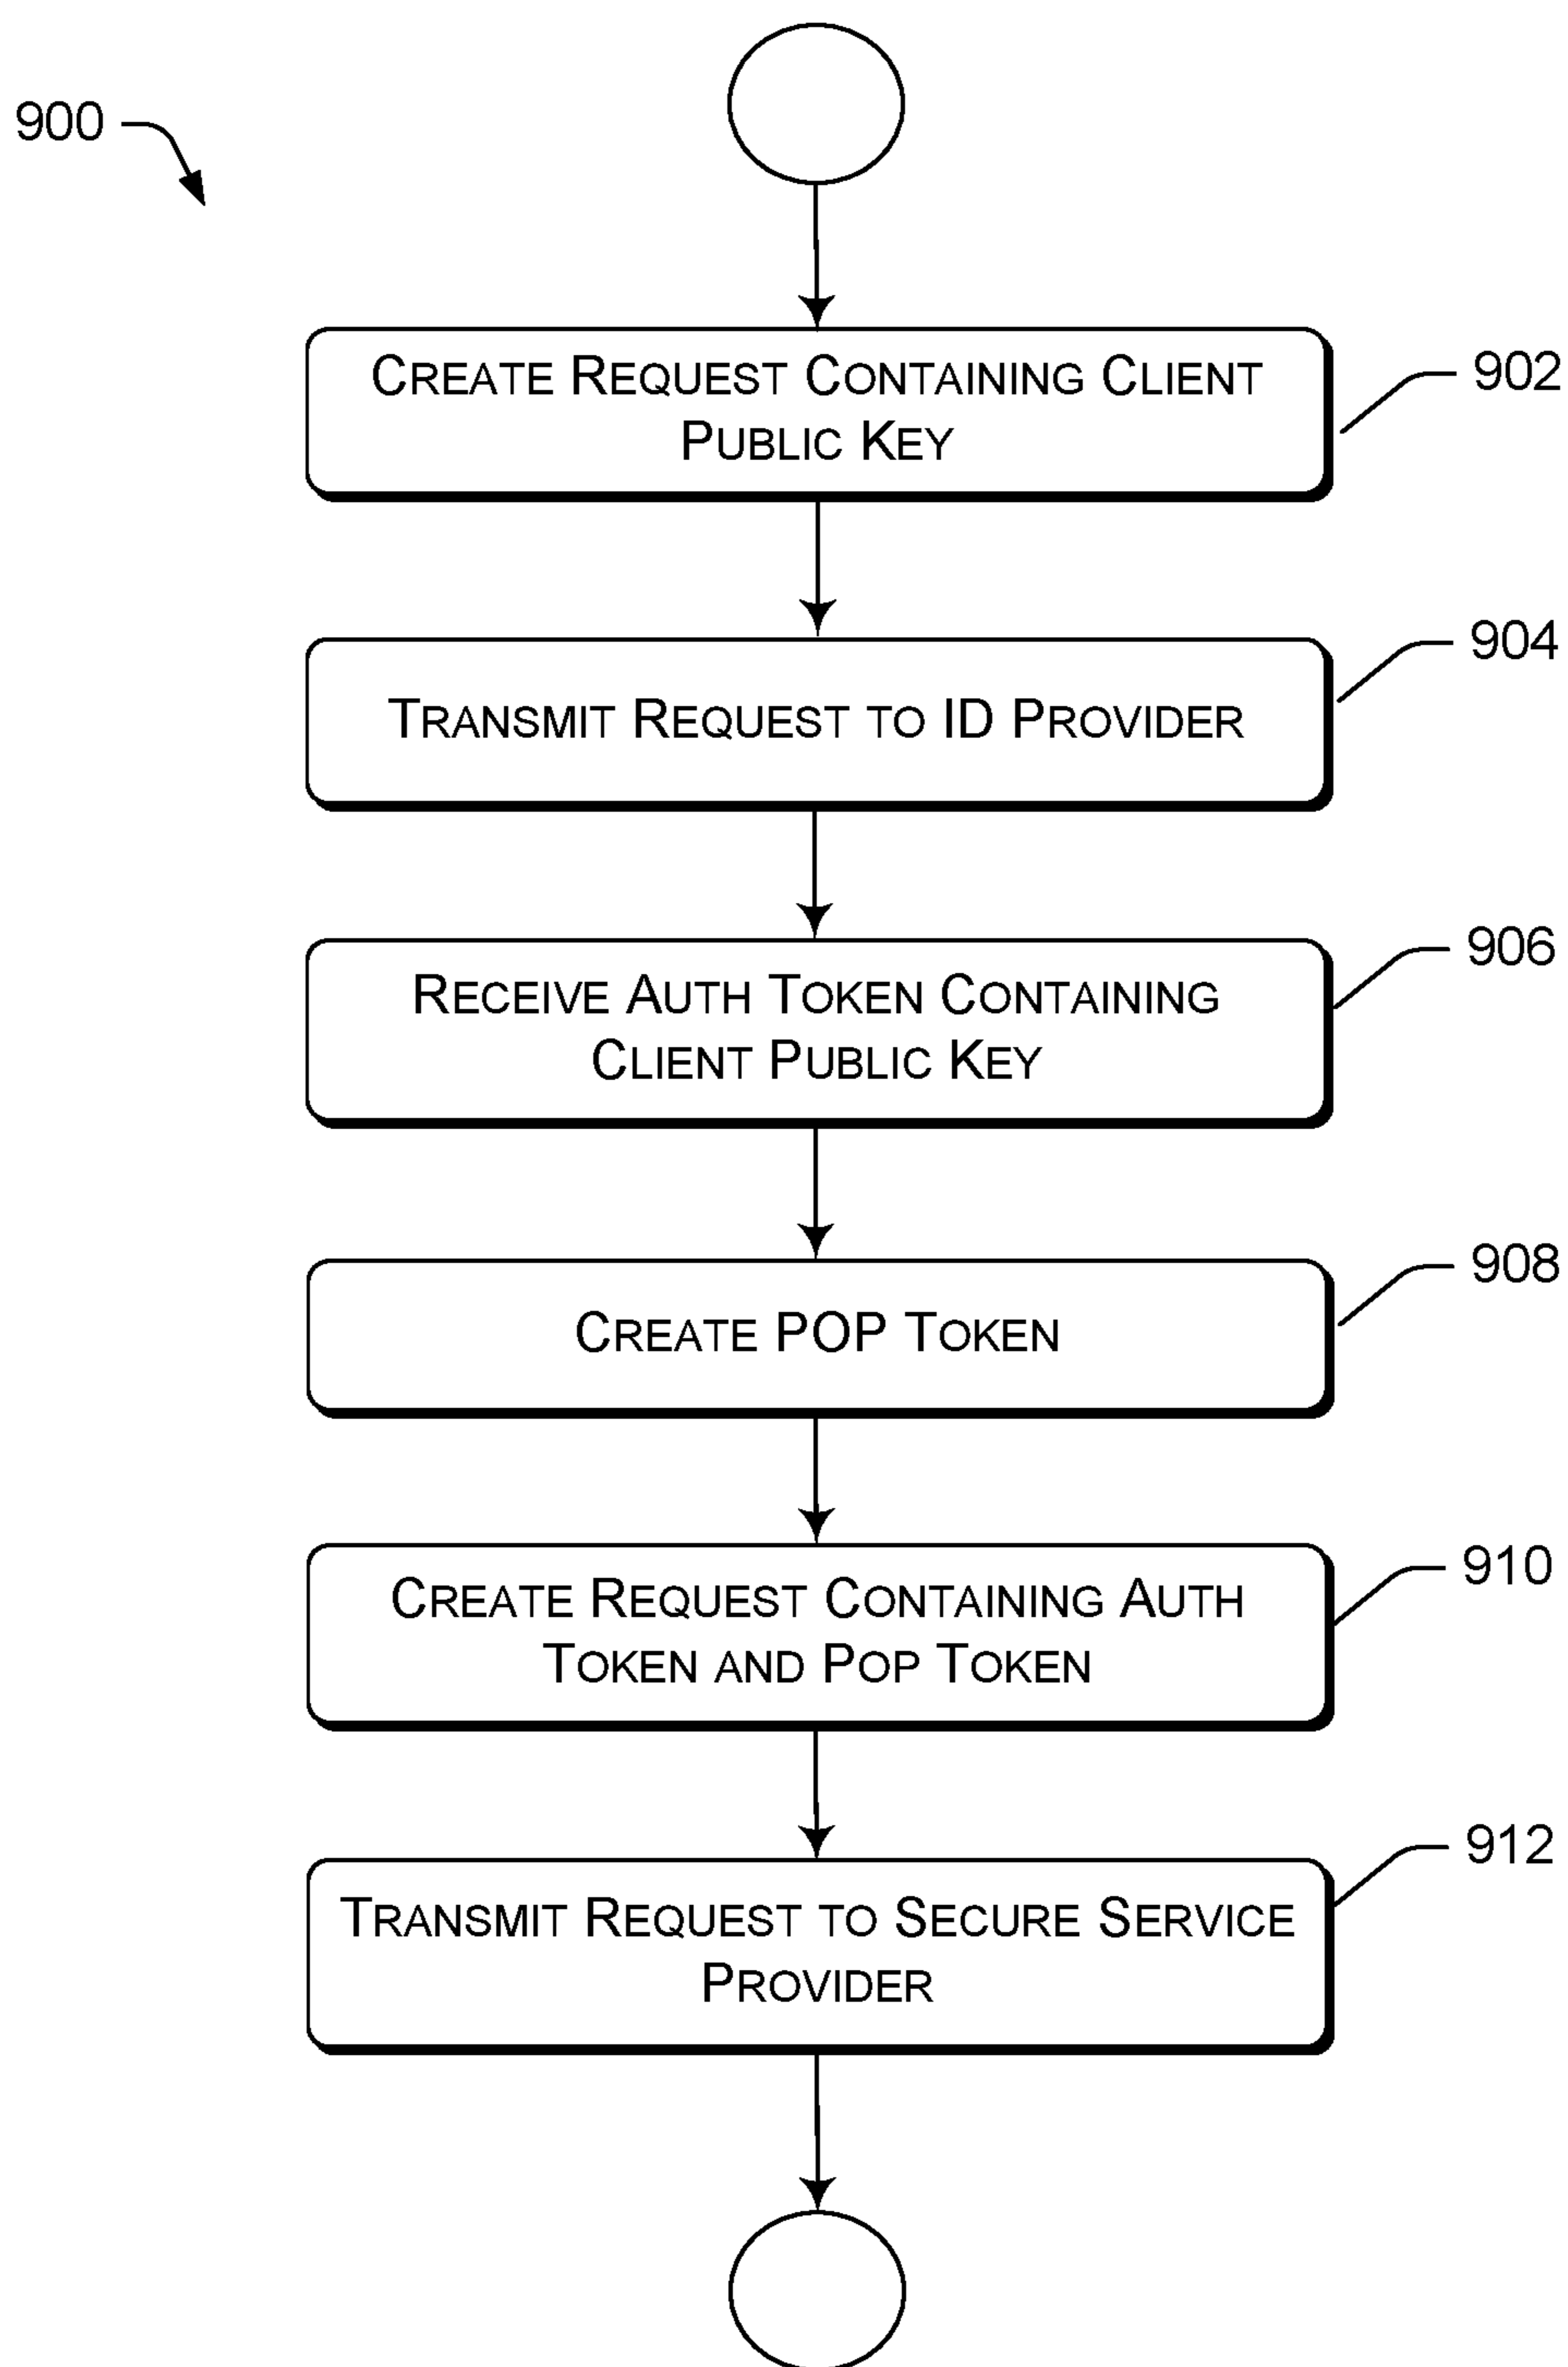 900
CREATE REQUEST CONTAINING CLIENT
PUBLIC KEY
902
TRANSMIT REQUEST TO ID PROVIDER
904
RECEIVE AUTH TOKEN CONTAINING
CLIENT PUBLIC KEY
906
CREATE POP TOKEN
908
CREATE REQUEST CONTAINING AUTH
TOKEN AND POP TOKEN
910
TRANSMIT REQUEST TO SECURE SERVICE
PROVIDER
912